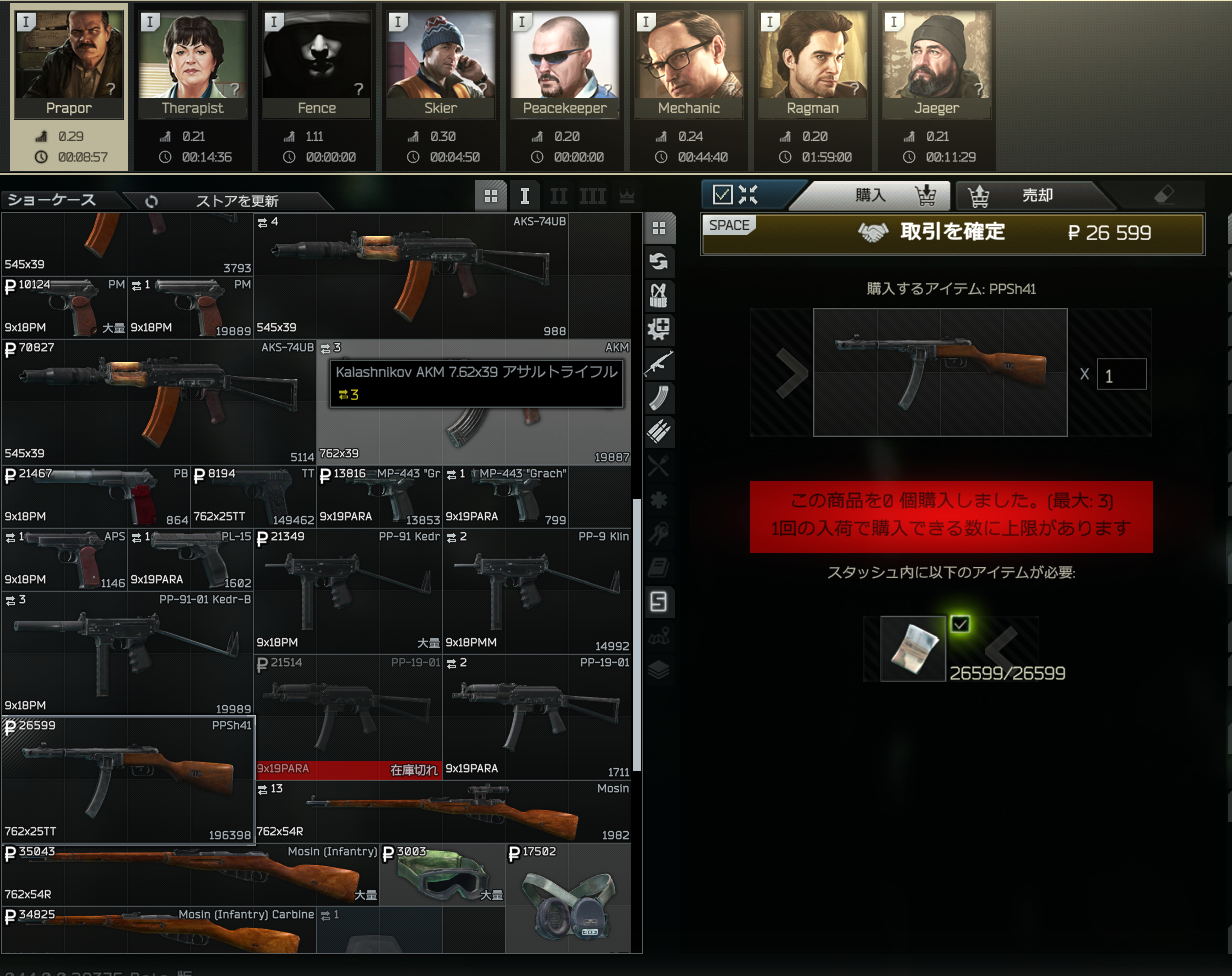 I
I
I
I
I
I
I
I
?
?
?
?
?
?
?
?
Prapor
Therapist
Fence
Skier
Peacekeeper
Mechanic
Ragman
Jaeger
0.29
0.21
1.11
0.30
0.20
0.24
0.20
0.21
00:08:57
00:14:36
00:00:00
00:04:50
00:00:00
00:44:40
01:59:00
00:11:29
ショーケース
ストアを更新
I
II
III
購入
売却
SPACE
取引を確定
₽ 26 599
545x39
3793
4
AKS-74UB
545x39
988
₽10124
PM
9x18PM
大量
1
PM
9x18PM
19889
₽70827
AKS-74UB
545x39
5114
3
AKM
Kalashnikov AKM 7.62x39 アサルトライフル
3
762x39
19887
₽21467
PB
9x18PM
864
₽8194
TT
762x25TT
149462
₽13816
MP-443 "Gr
9x19PARA
13853
1
MP-443 "Grach"
9x19PARA
799
1
APS
9x18PM
1146
1
PL-15
9x19PARA
1602
₽21349
PP-91 Kedr
9x18PM
大量
2
PP-9 Klin
9x18PMM
14992
3
PP-91-01 Kedr-B
9x18PM
19989
₽21514
PP-19-01
9x19PARA
在庫切れ
2
PP-19-01
9x19PARA
1711
₽26599
PPSh41
762x25TT
196398
13
Mosin
762x54R
1982
₽35043
Mosin (Infantry)
762x54R
大量
₽3003
大量
₽17502
₽34825
Mosin (Infantry) Carbine
1
購入するアイテム: PPSh41
X
1
この商品を0 個購入しました。(最大: 3)
1回の入荷で購入できる数に上限があります
スタッシュ内に以下のアイテムが必要:
26599/26599